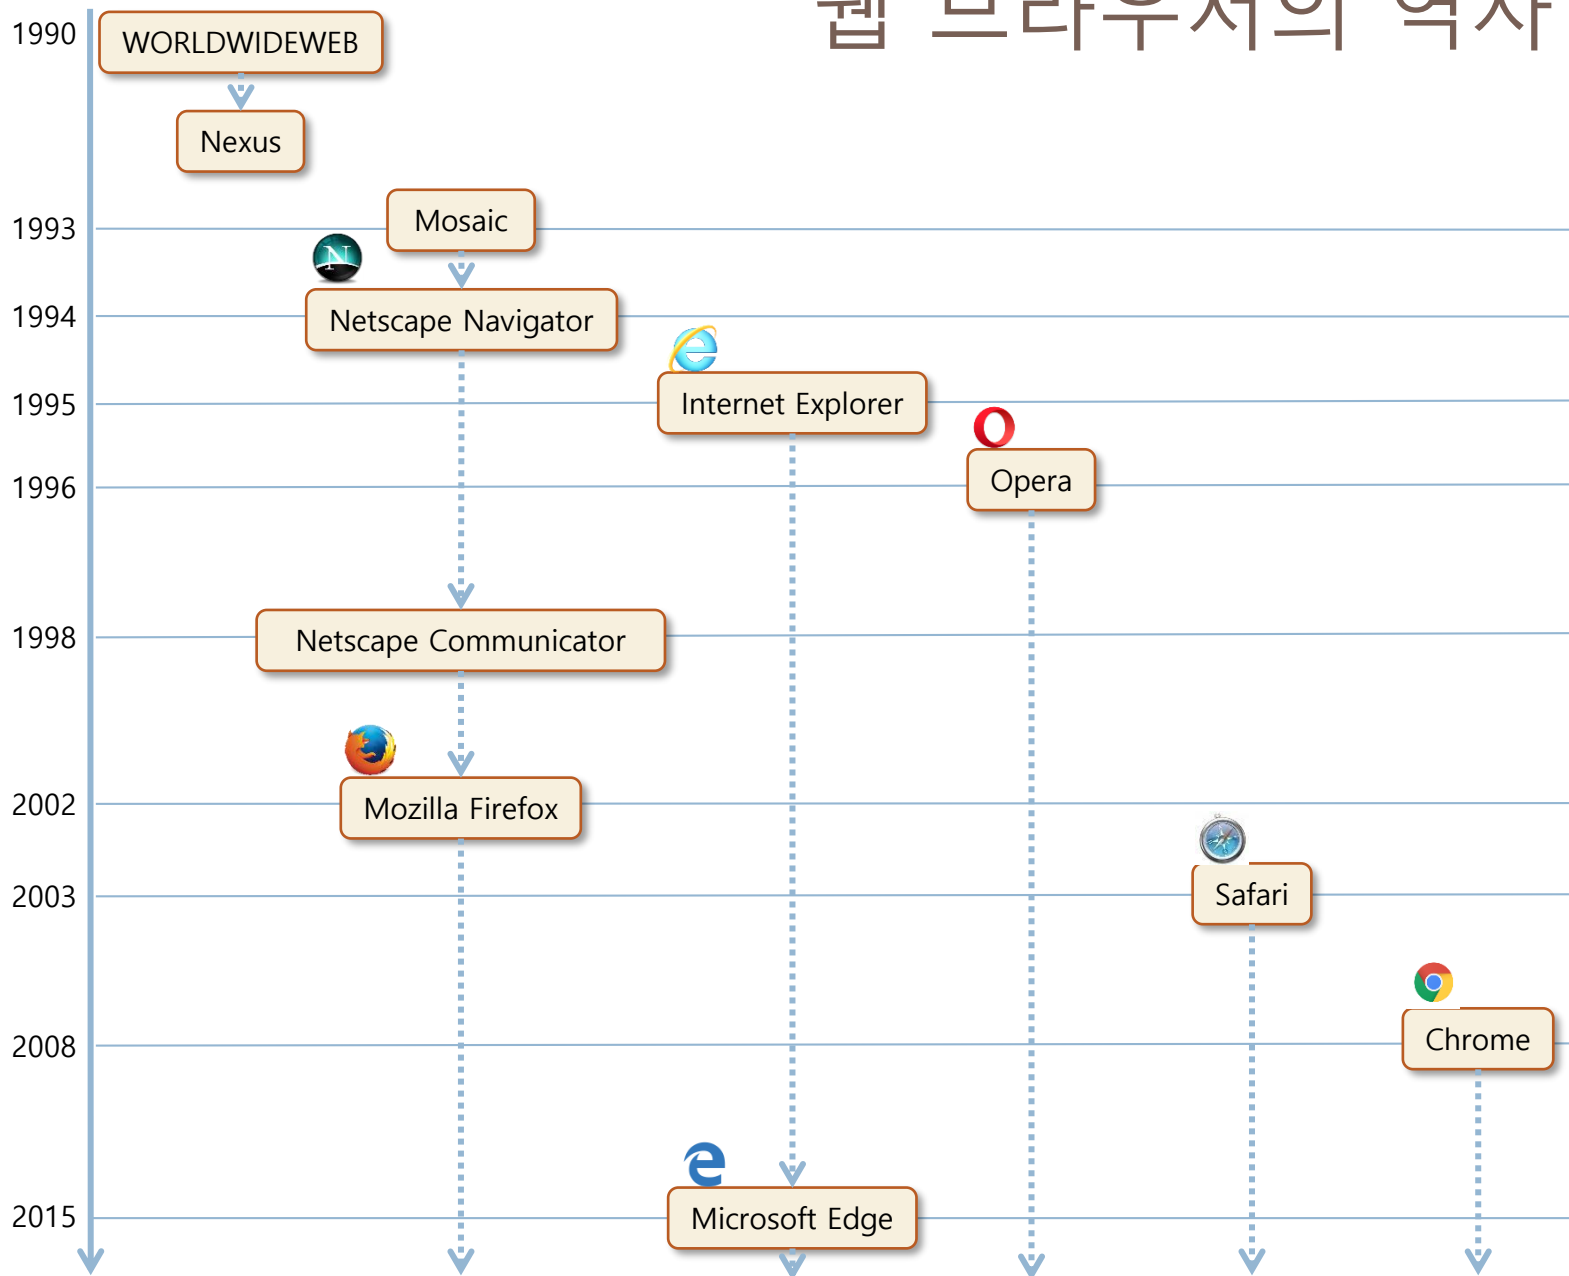 웹 브라우저의 역사
1990
WORLDWIDEWEB
Nexus
1993
Mosaic
N
1994
Netscape Navigator
1995
Internet Explorer
1996
Opera
1998
Netscape Communicator
2002
Mozilla Firefox
2003
Safari
2008
Chrome
2015
Microsoft Edge